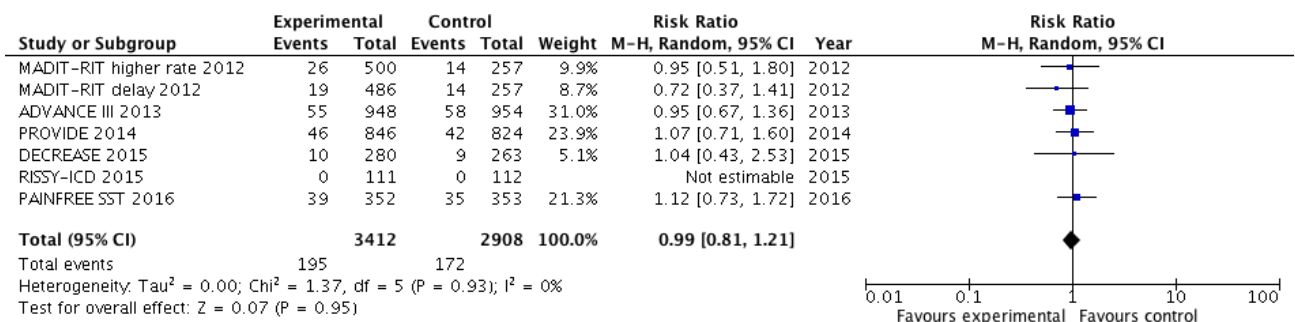 Experimental Control Risk Ratio Risk Ratio
Study or Subgroup Events Total Events Total Weight M-H, Random, 95% CI Year M-H, Random, 95% CI
MADIT-RIT higher rate 2012 26 500 14 257 9.9% 0.95 [0.51, 1.80] 2012
MADIT-RIT delay 2012 19 486 14 257 8.7% 0.72 [0.37, 1.41] 2012
ADVANCE III 2013 55 948 58 954 31.0% 0.95 [0.67, 1.36] 2013
PROVIDE 2014 46 846 42 824 23.9% 1.07 [0.71, 1.60] 2014
DECREASE 2015 10 280 9 263 5.1% 1.04 [0.43, 2.53] 2015
RISSY-ICD 2015 0 111 0 112 Not estimable 2015
PAINFREE SST 2016 39 352 35 353 21.3% 1.12 [0.73, 1.72] 2016
Total (95% CI) 3412 2908 100.0% 0.99 [0.81, 1.21]
Total events 195 172
Heterogeneity: Tau² = 0.00; Chi² = 1.37, df = 5 (P = 0.93); I² = 0%
Test for overall effect: Z = 0.07 (P = 0.95)
0.01 0.1 1 10 100
Favours experimental Favours control